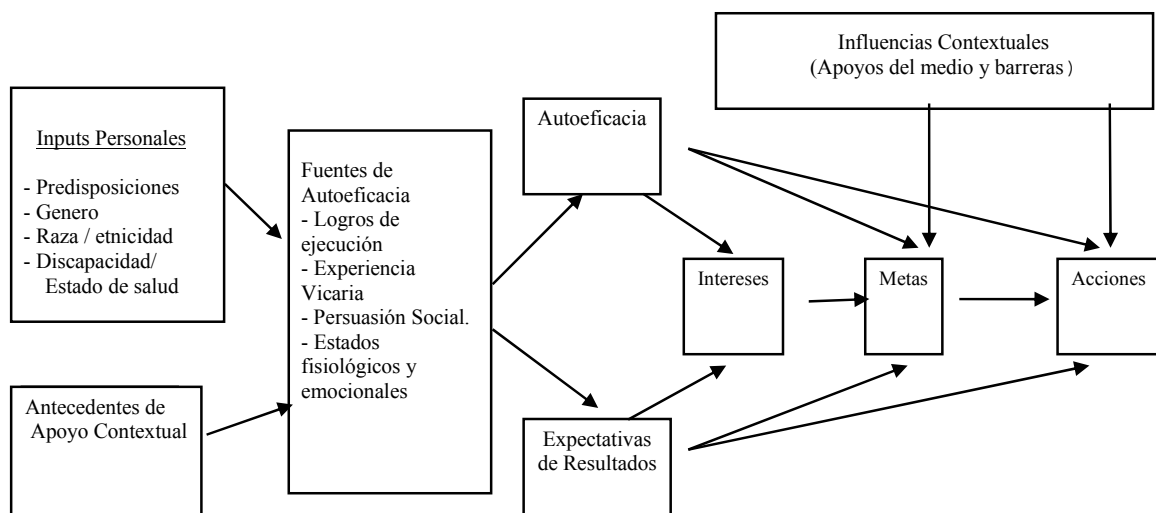 Influencias Contextuales
(Apoyos del medio y barreras)
Inputs Personales
- Predisposiciones
- Genero
- Raza / etnicidad
- Discapacidad/
Estado de salud
Antecedentes de
Apoyo Contextual
Fuentes de
Autoeficacia
- Logros de
ejecución
- Experiencia
Vicaria
- Persuasión Social.
- Estados
fisiológicos y
emocionales
Autoeficacia
Expectativas
de Resultados
Intereses
Metas
Acciones